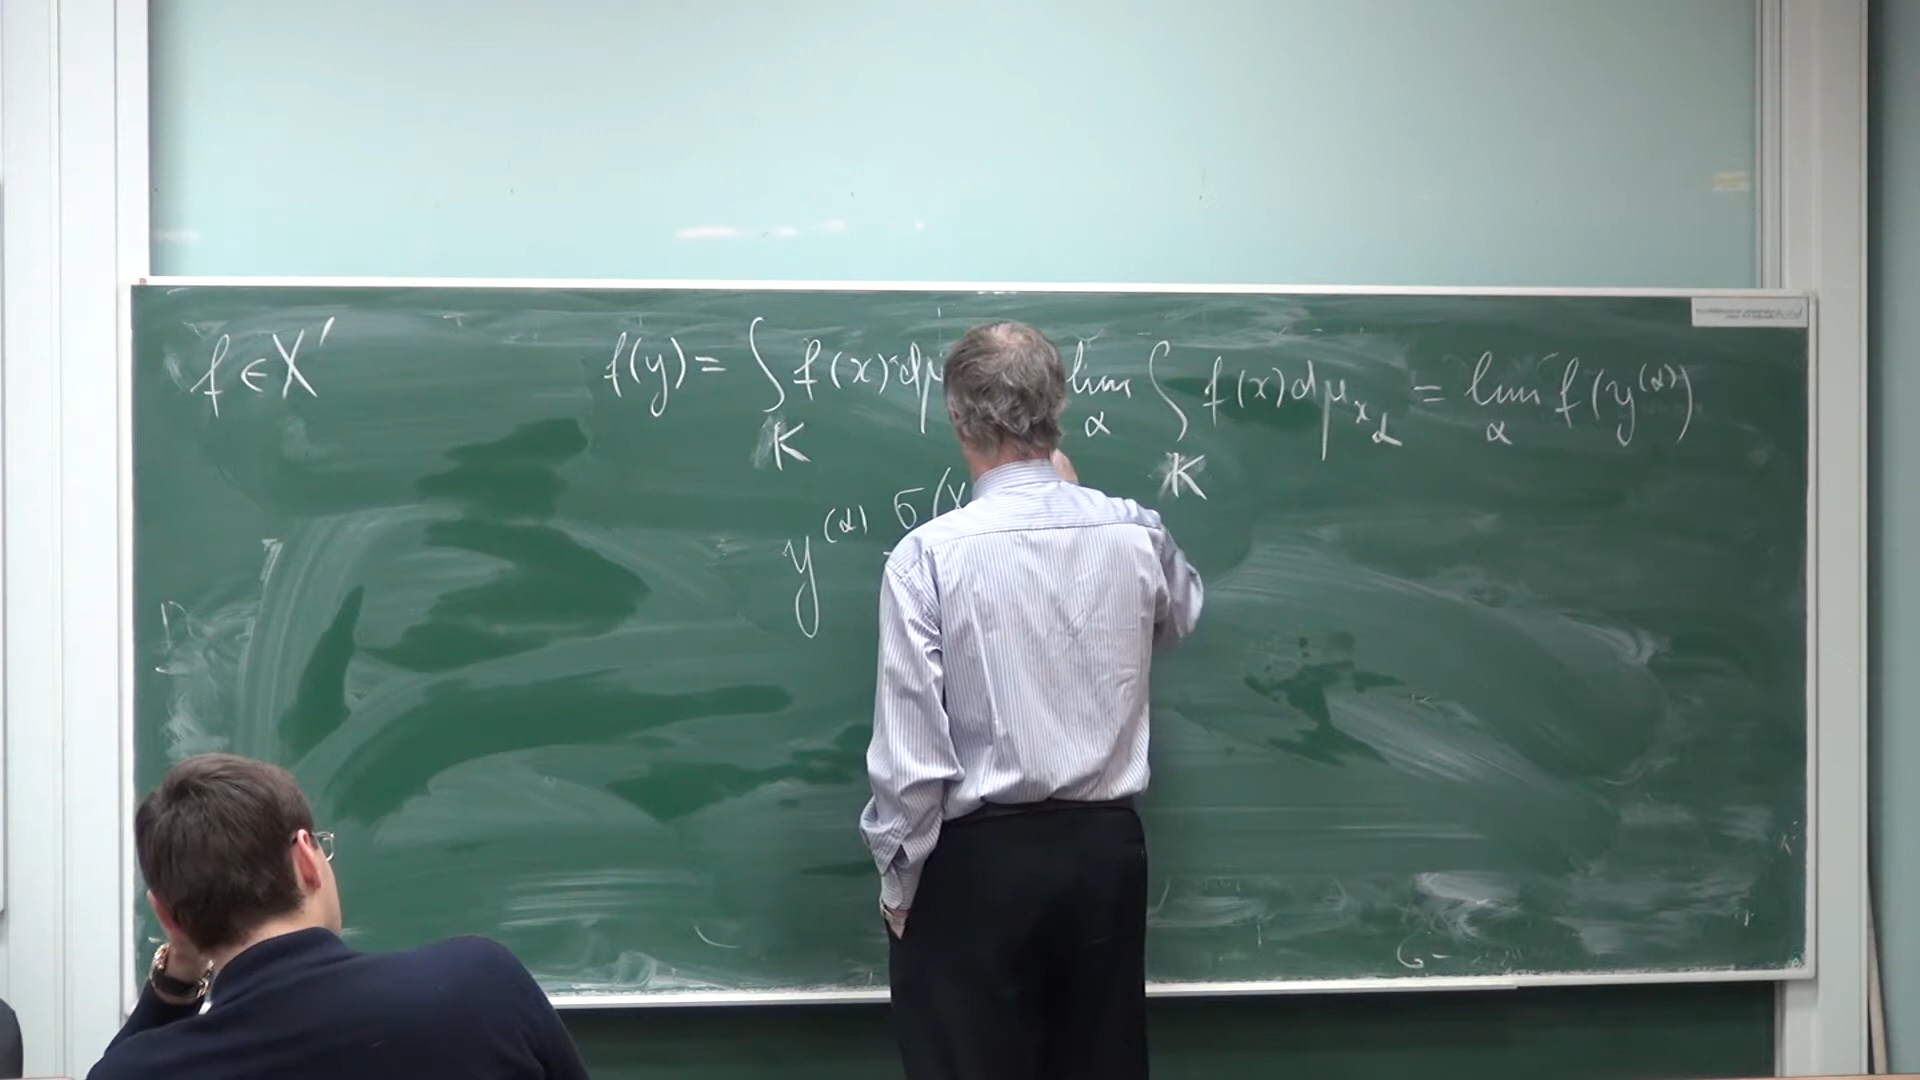 f ∈ X′ f(y) = ∫_K f(x) dμ lim_α ∫_K f(x) dμ_{x_α} = lim_α f(y^{(α)})
y^{(α)} σ(X